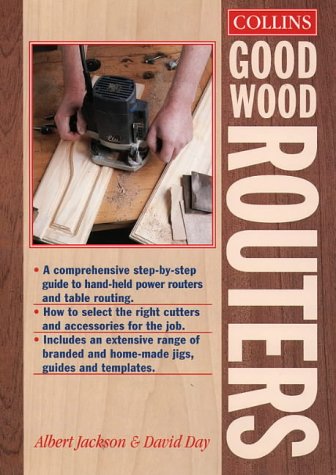 COLLINS
GOOD
WOOD
ROUTERS
• A comprehensive step-by-step
guide to hand-held power routers
and table routing.
• How to select the right cutters
and accessories for the job.
• Includes an extensive range of
branded and home-made jigs,
guides and templates.
Albert Jackson & David Day